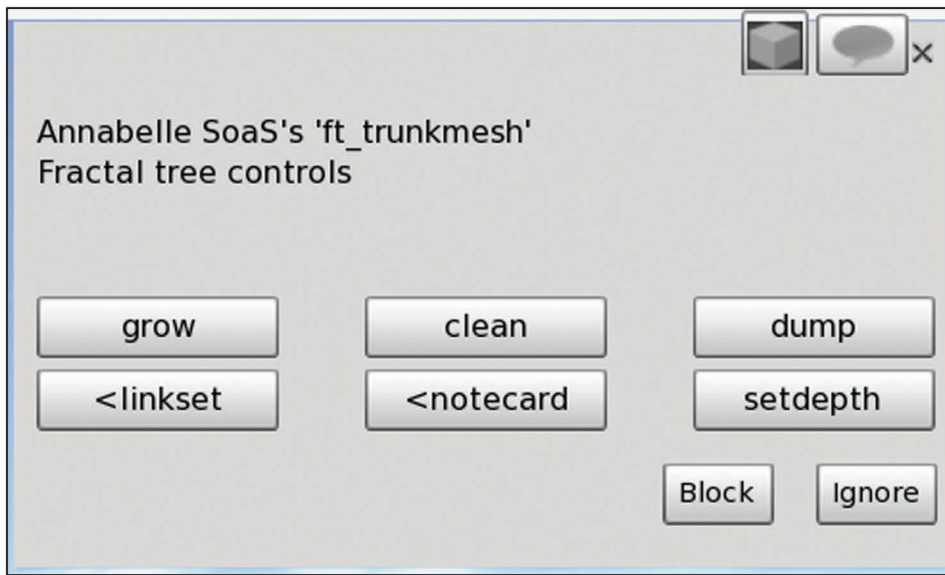 Annabelle SoaS's 'ft_trunkmesh'
Fractal tree controls
grow clean dump
<linkset <notecard setdepth
Block Ignore